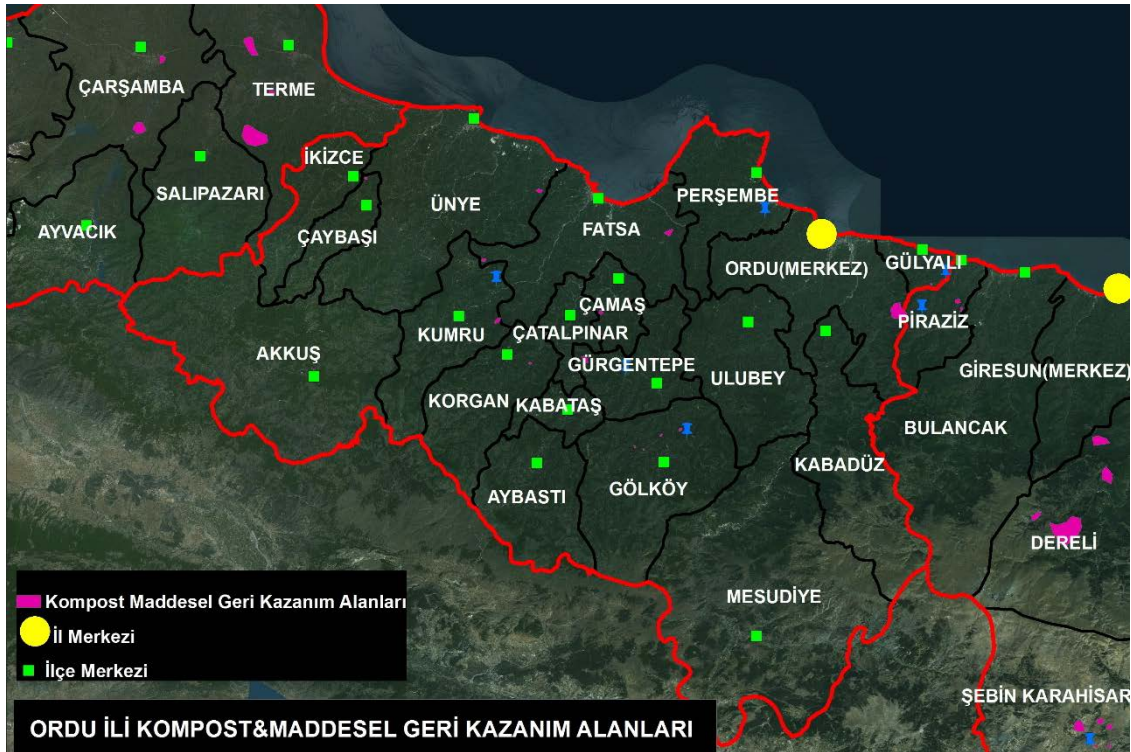 ÇARŞAMBA
TERME
İKİZCE
SALIPAZARI
ÜNYE
PERŞEMBE
FATSA
AYVACIK
ÇAYBAŞI
ORDU(MERKEZ)
GÜLYALI
ÇAMAŞ
PİRAZİZ
KUMRU
ÇATALPINAR
AKKUŞ
GÜRGENTEPE
ULUBEY
GİRESUN(MERKEZ)
KORGAN
KABATAŞ
BULANCAK
KABADÜZ
AYBASTI
GÖLKÖY
DERELİ
MESUDİYE
ŞEBİN KARAHİSAR
Kompost Maddesel Geri Kazanım Alanları
İl Merkezi
İlçe Merkezi
ORDU İLİ KOMPOST&MADDESEL GERİ KAZANIM ALANLARI